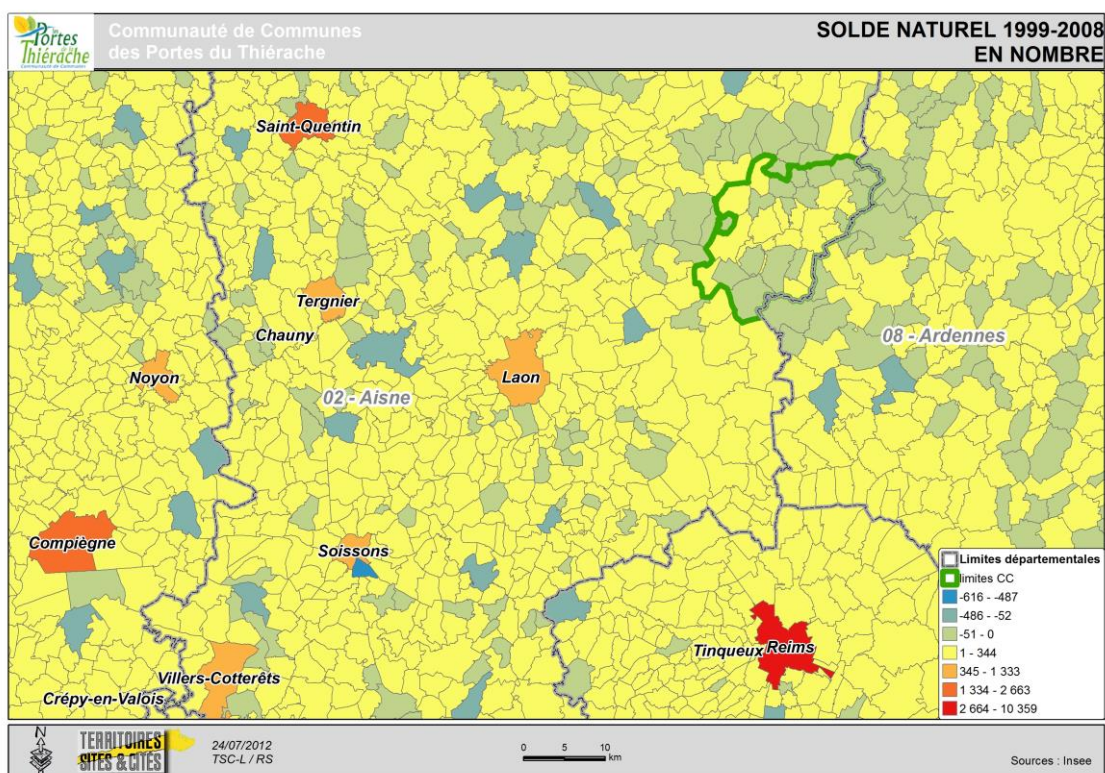 Portes
de la
Thiérache
Communauté de Communes
Communauté de Communes
des Portes du Thiérache
SOLDE NATUREL 1999-2008
EN NOMBRE
Saint-Quentin
Tergnier
Chauny
Noyon
02 - Aisne
Laon
08 - Ardennes
Compiègne
Soissons
Villers-Cotterêts
Crépy-en-Valois
Tinqueux
Reims
Limites départementales
limites CC
-616 - -487
-486 - -52
-51 - 0
1 - 344
345 - 1 333
1 334 - 2 663
2 664 - 10 359
N
TERRITOIRES
SITES & CITÉS
24/07/2012
TSC-L / RS
0 5 10
km
Sources : Insee